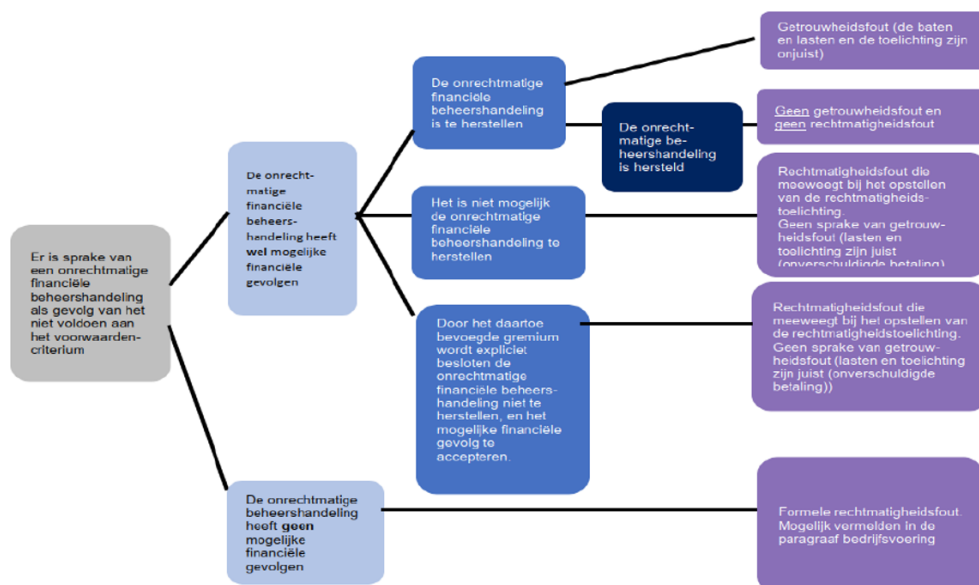 Er is sprake van
een onrechtmatige
financiële
beheershandeling
als gevolg van het
niet voldoen aan
het voorwaarden-
criterium
De onrecht-
matige
financiële
beheers-
handeling heeft
wel mogelijke
financiële
gevolgen
De onrechtmatige
beheershandeling
heeft geen
mogelijke
financiële
gevolgen
De onrechtmatige
financiële
beheershandeling
is te herstellen
De onrecht-
matige be-
heershandeling
is hersteld
Het is niet mogelijk
de onrechtmatige
financiële
beheershandeling te
herstellen
Door het daartoe
bevoegde gremium
wordt expliciet
besloten de
onrechtmatige
financiële beheers-
handeling niet te
herstellen, en het
mogelijke financiële
gevolg te
accepteren.
Getrouwheidsfout (de baten
en lasten en de toelichting zijn
onjuist)
Geen getrouwheidsfout en
geen rechtmatigheidsfout
Rechtmatigheidsfout die
meeweegt bij het opstellen
van de rechtmatigheids-
toelichting.
Geen sprake van getrouw-
heidsfout (lasten en
toelichting zijn juist
(onverschuldigde betaling)
Rechtmatigheidsfout die
meeweegt bij het opstellen van
de rechtmatigheidstoelichting.
Geen sprake van getrouw-
heidsfout (lasten en toelichting
zijn juist (onverschuldigde
betaling))
Formele rechtmatigheidsfout.
Mogelijk vermelden in de
paragraaf bedrijfsvoering